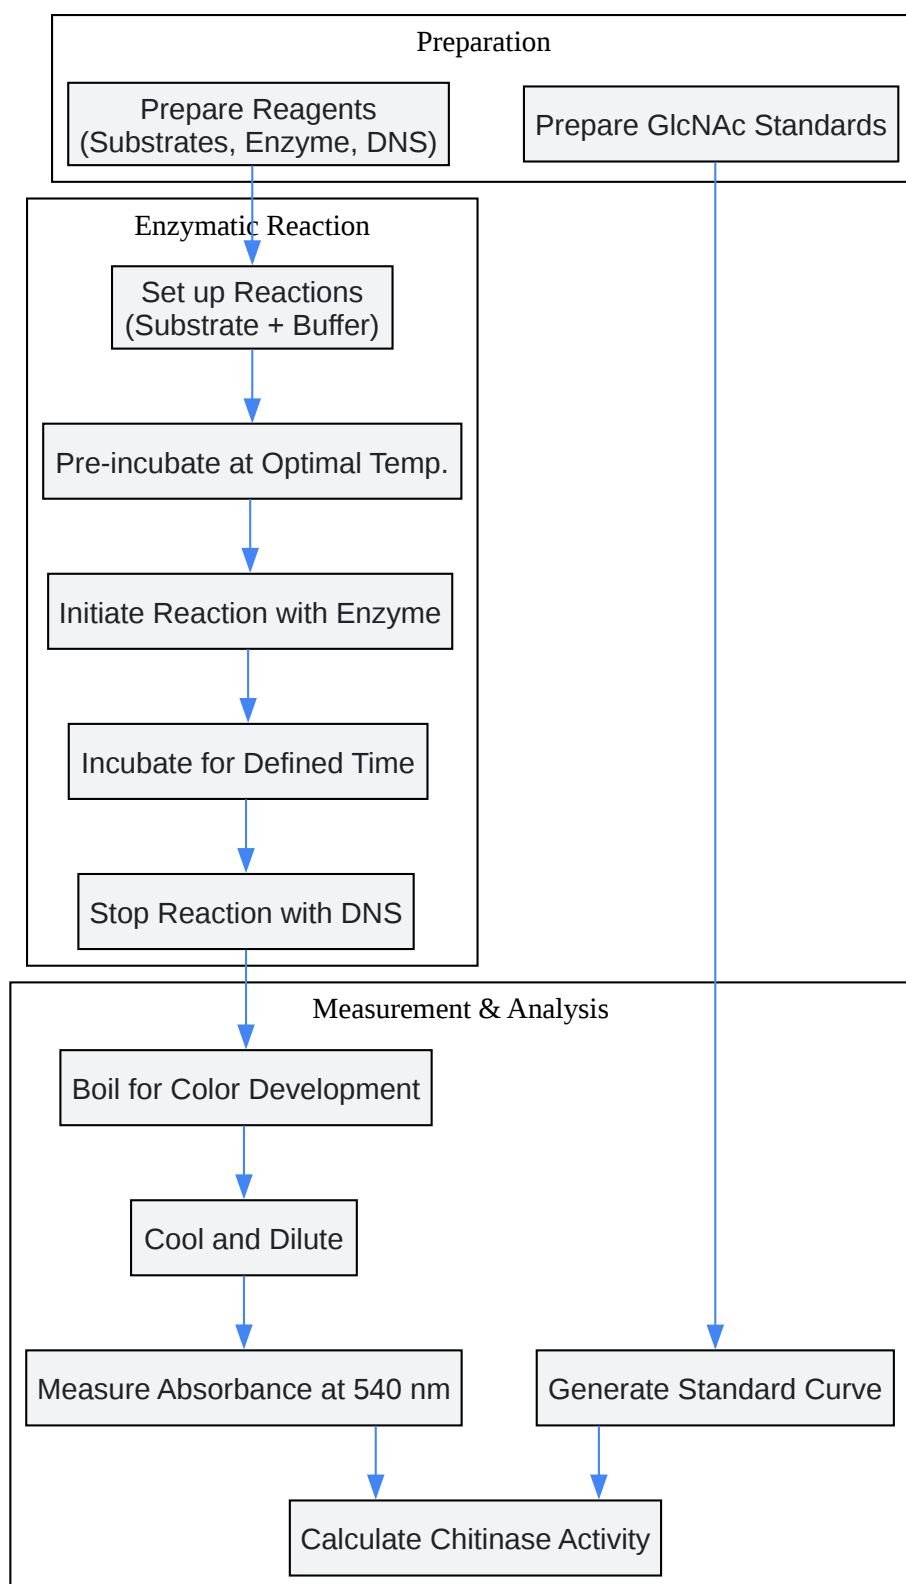 Preparation
Prepare Reagents
(Substrates, Enzyme, DNS)
Prepare GlcNAc Standards
Enzymatic Reaction
Set up Reactions
(Substrate + Buffer)
Pre-incubate at Optimal Temp.
Initiate Reaction with Enzyme
Incubate for Defined Time
Stop Reaction with DNS
Measurement & Analysis
Boil for Color Development
Cool and Dilute
Measure Absorbance at 540 nm
Generate Standard Curve
Calculate Chitinase Activity